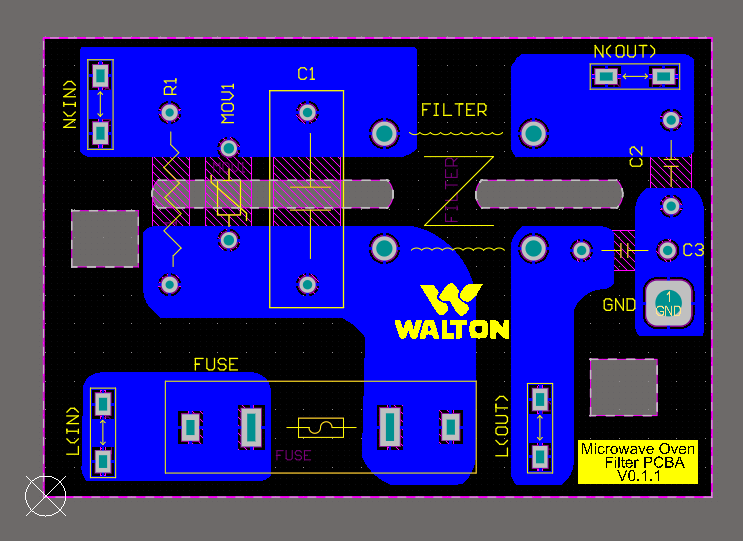 N(OUT)
N(IN)
R1
MOV1
C1
FILTER
FILTER
C2
C3
GND
1
GND
WALTON
FUSE
FUSE
L(IN)
L(OUT)
Microwave Oven
Filter PCBA
V0.1.1